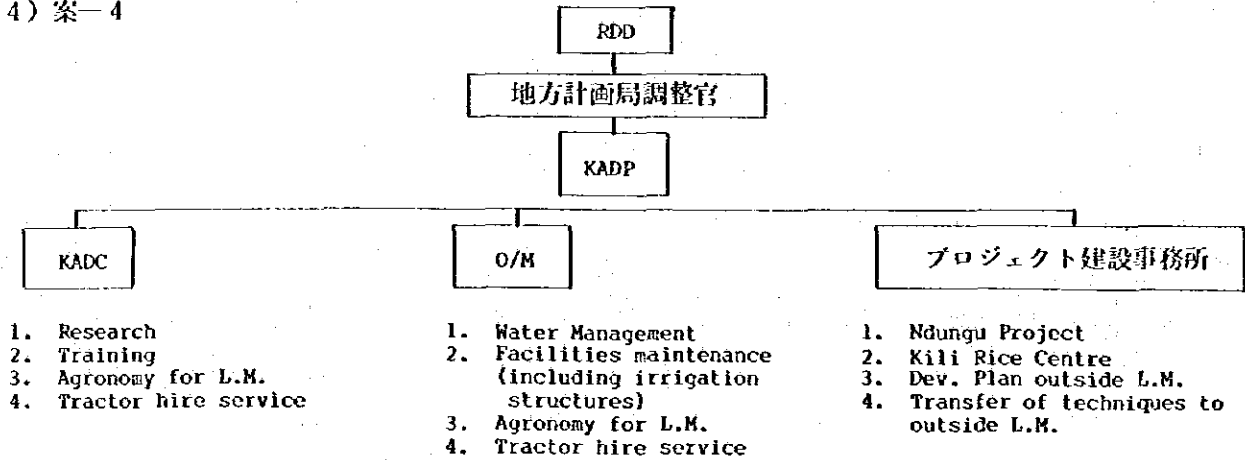 4）案―4
RDD
地方計画局調整官
KADP
KADC
O/M
プロジェクト建設事務所
1. Research
2. Training
3. Agronomy for L.M.
4. Tractor hire service
1. Water Management
2. Facilities maintenance
(including irrigation
structures)
3. Agronomy for L.M.
4. Tractor hire service
1. Ndungu Project
2. Kili Rice Centre
3. Dev. Plan outside L.M.
4. Transfer of techniques to
outside L.M.